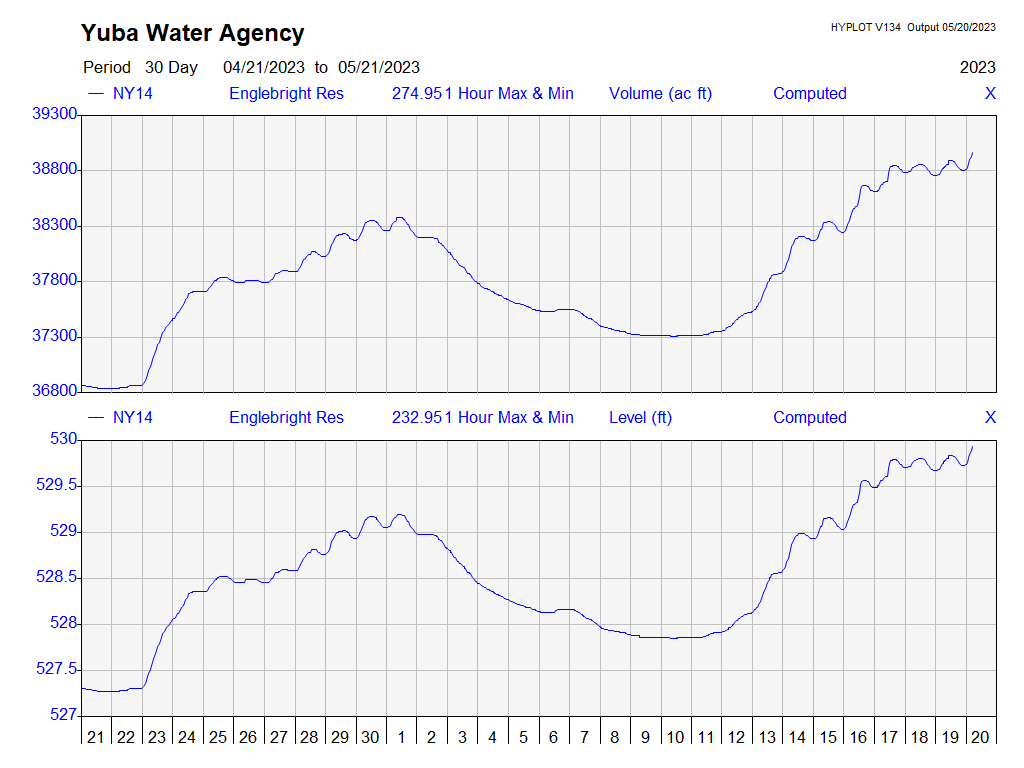 Yuba Water Agency
HYPLOT V134 Output 05/20/2023
Period 30 Day 04/21/2023 to 05/21/2023 2023
NY14 Englebright Res 274.951 Hour Max & Min Volume (ac ft) Computed X
39300
38800
38300
37800
37300
36800
NY14 Englebright Res 232.951 Hour Max & Min Level (ft) Computed X
530
529.5
529
528.5
528
527.5
527
21 22 23 24 25 26 27 28 29 30 1 2 3 4 5 6 7 8 9 10 11 12 13 14 15 16 17 18 19 20